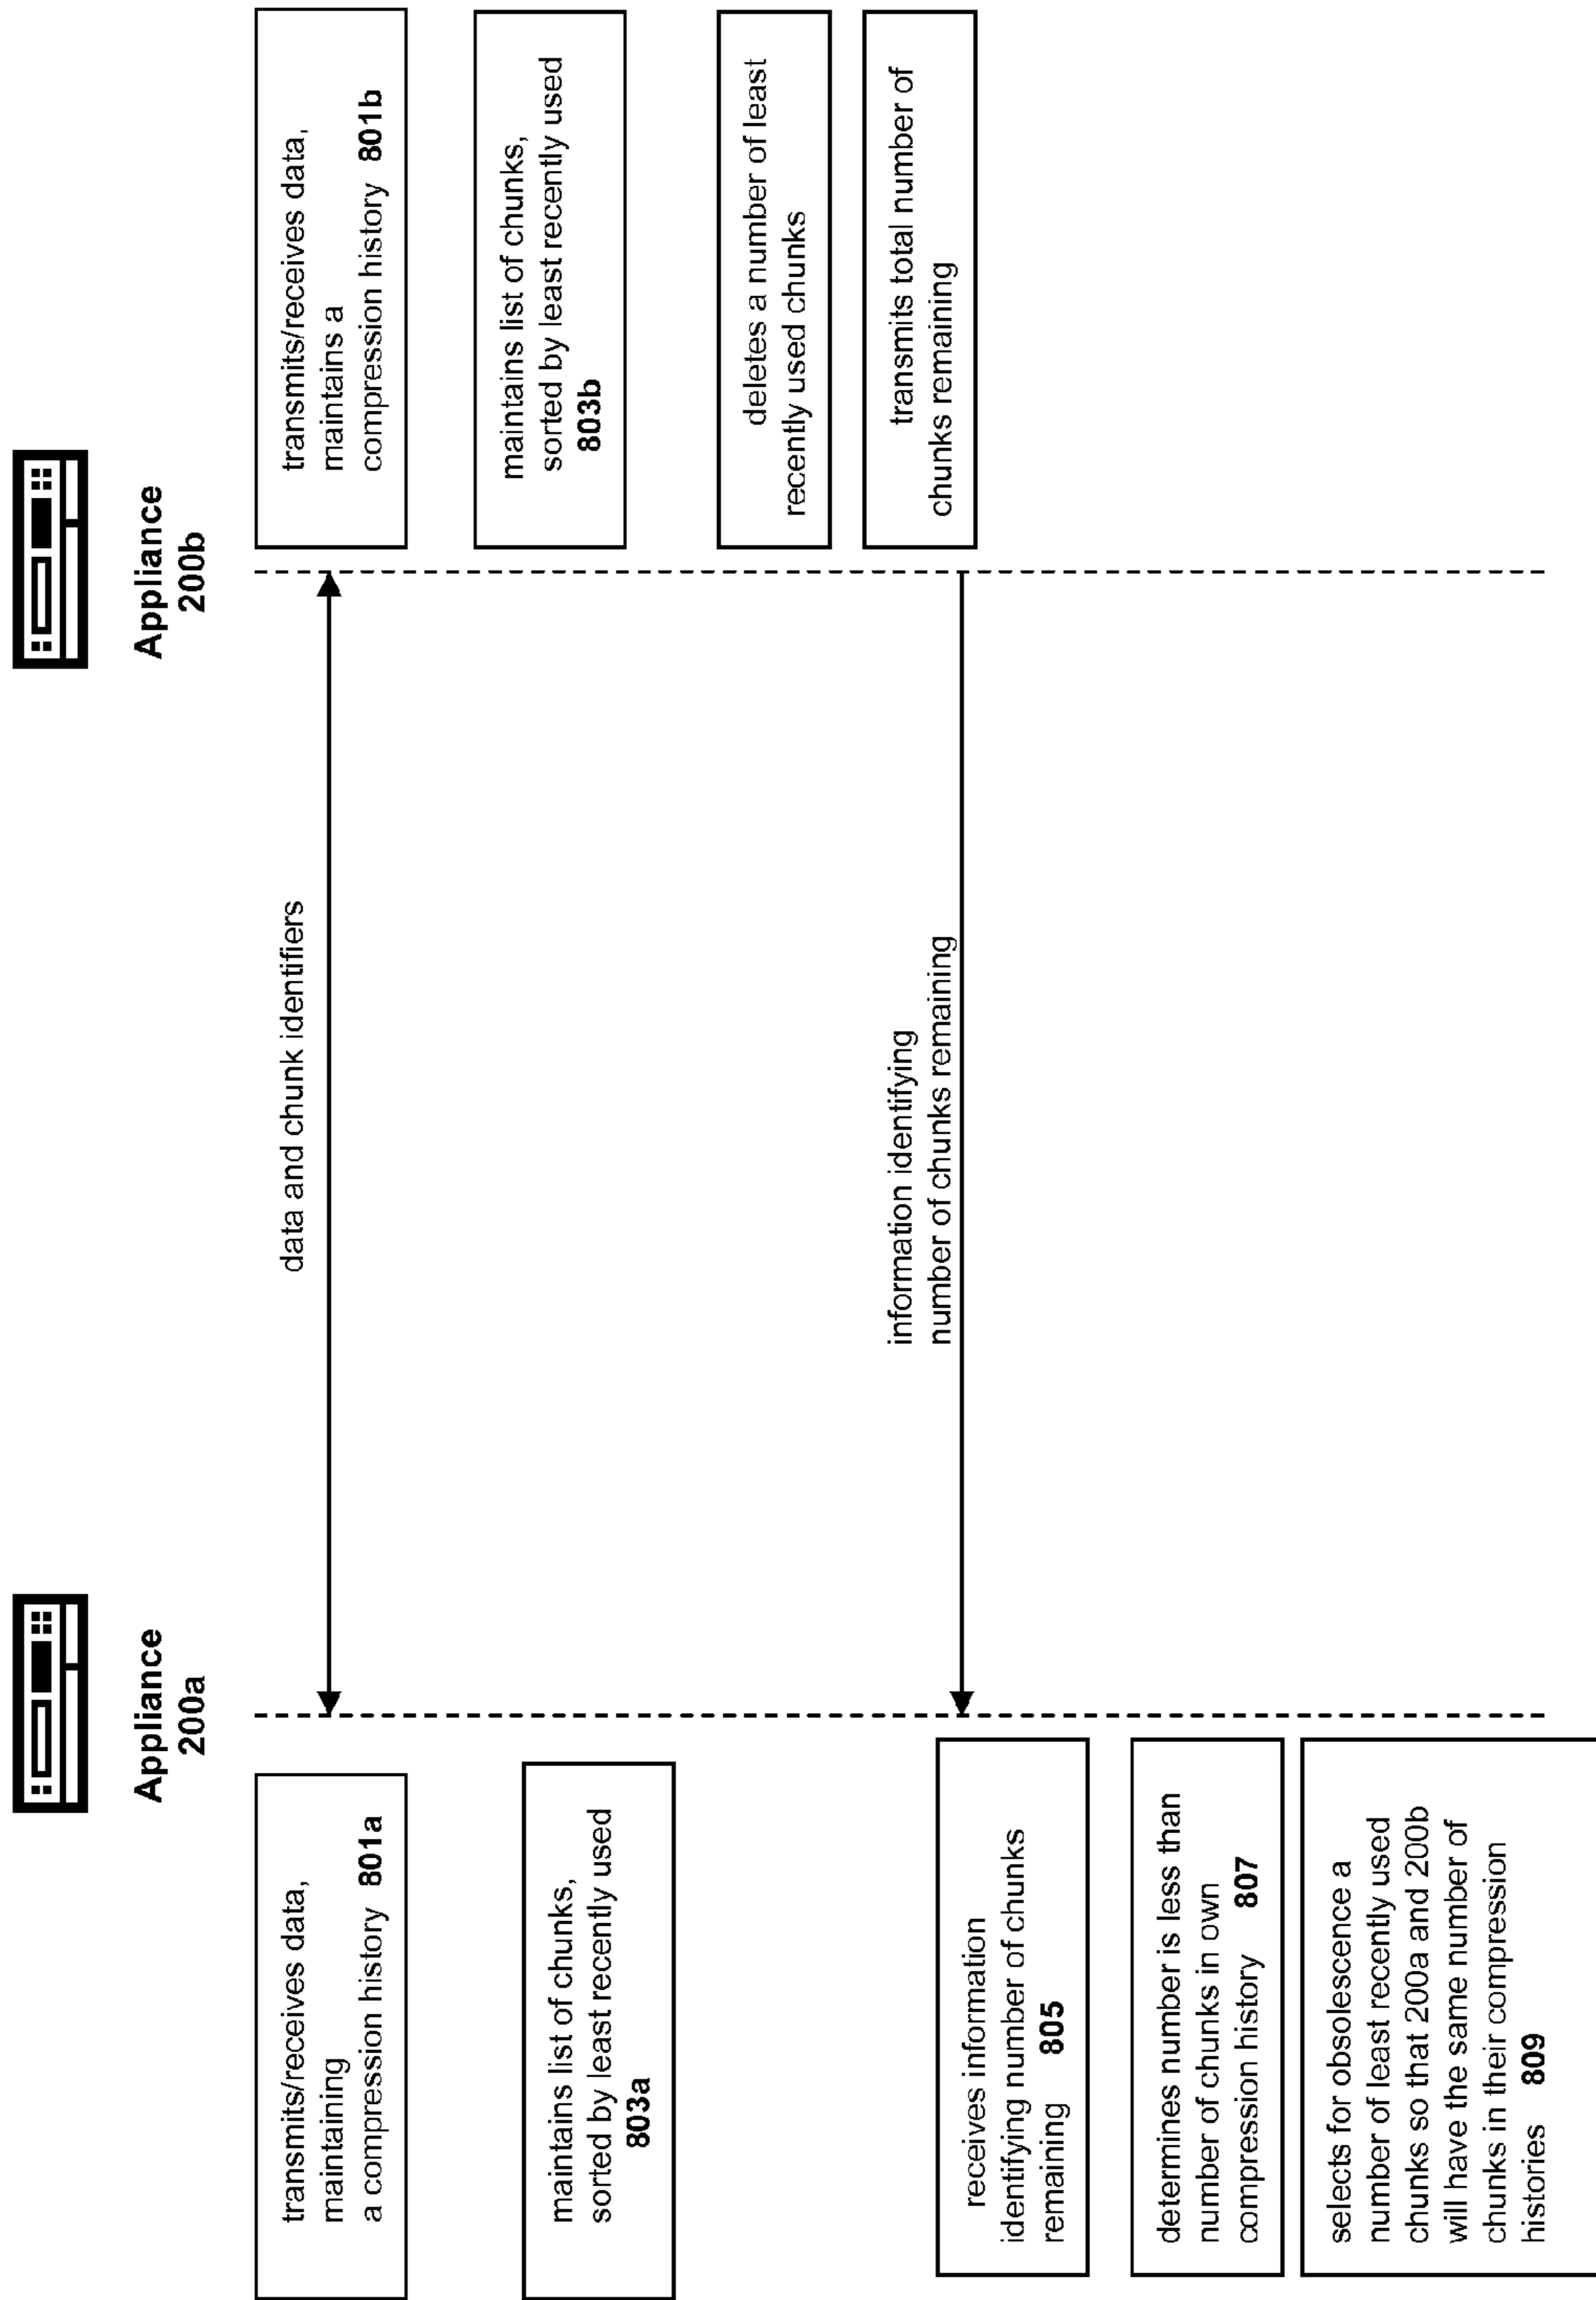 Appliance
200a
Appliance
200b
transmits/receives data,
maintaining
a compression history 801a
data and chunk identifiers
transmits/receives data,
maintains a
compression history 801b
maintains list of chunks,
sorted by least recently used
803a
maintains list of chunks,
sorted by least recently used
803b
deletes a number of least
recently used chunks
transmits total number of
chunks remaining
information identifying
number of chunks remaining
receives information
identifying number of chunks
remaining 805
determines number is less than
number of chunks in own
compression history 807
selects for obsolescence a
number of least recently used
chunks so that 200a and 200b
will have the same number of
chunks in their compression
histories 809